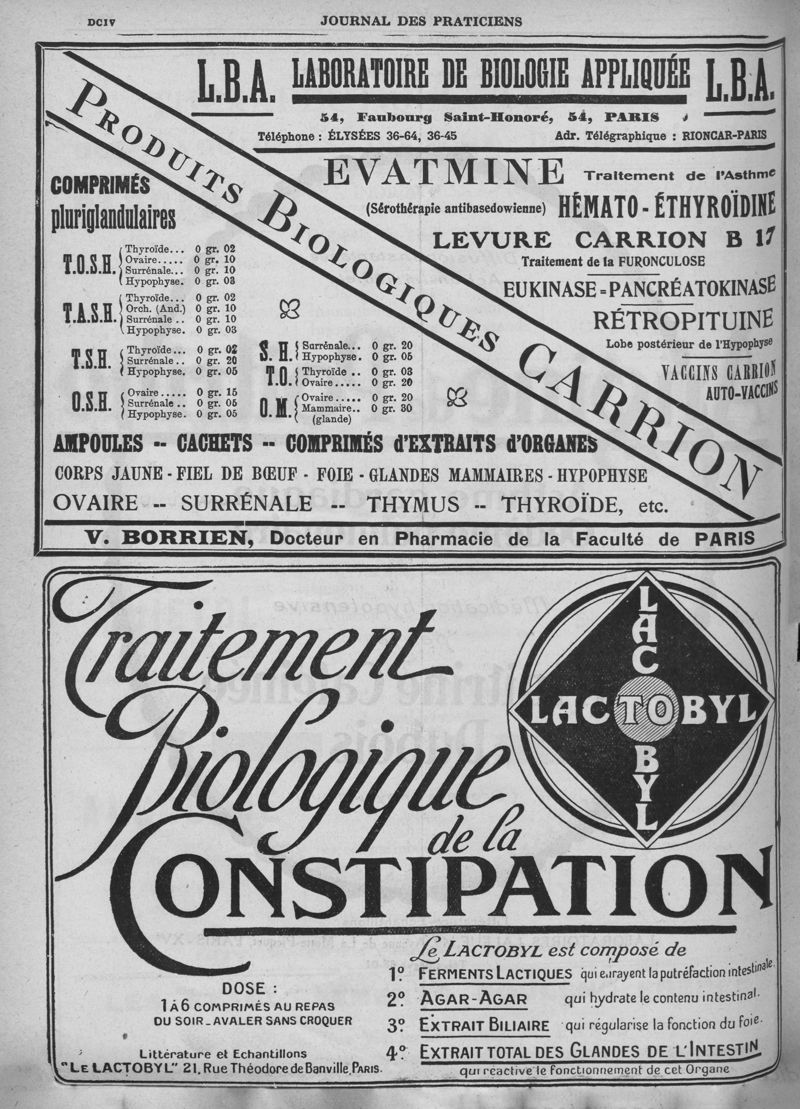 DCIV
JOURNAL DES PRATICIENS
L.B.A. LABORATOIRE DE BIOLOGIE APPLIQUÉE L.B.A.
54, Faubourg Saint-Honoré, 54, PARIS
Téléphone : ÉLYSÉES 36-64, 36-45
Adr. Télégraphique : RIONCAR-PARIS
PRODUITS BIOLOGIQUES CARRION
EVATMINE Traitement de l'Asthme
(Sérothérapie antibasedowienne) HÉMATO-ÉTHYROÏDINE
LEVURE CARRION B 17
Traitement de la FURONCULOSE
EUKINASE=PANCRÉATOKINASE
RÉTROPITUINE
Lobe postérieur de l'Hypophyse
VACCINS CARRION
AUTO-VACCINS
COMPRIMÉS
pluriglandulaires
T.O.S.H.
Thyroïde... 0 gr. 02
Ovaire..... 0 gr. 10
Surrénale... 0 gr. 10
Hypophyse. 0 gr. 03
T.A.S.H.
Thyroïde... 0 gr. 02
Orch. (And.) 0 gr. 10
Surrénale .. 0 gr. 10
Hypophyse. 0 gr. 03
T.S.H.
Thyroïde... 0 gr. 02
Surrénale .. 0 gr. 20
Hypophyse. 0 gr. 05
O.S.H.
Ovaire..... 0 gr. 15
Surrénale .. 0 gr. 05
Hypophyse. 0 gr. 05
S. H.
Surrénale... 0 gr. 20
Hypophyse. 0 gr. 05
T.O.
Thyroïde .. 0 gr. 03
Ovaire..... 0 gr. 20
O.M.
Ovaire..... 0 gr. 20
Mammaire.. 0 gr. 30
(glande)
AMPOULES -- CACHETS -- COMPRIMÉS d'EXTRAITS d'ORGANES
CORPS JAUNE - FIEL DE BŒUF - FOIE - GLANDES MAMMAIRES - HYPOPHYSE
OVAIRE -- SURRÉNALE -- THYMUS -- THYROÏDE, etc.
V. BORRIEN, Docteur en Pharmacie de la Faculté de PARIS
Traitement
Biologique
de la
CONSTIPATION
LACTOBYL
LACTOBYL
Le LACTOBYL est composé de
1º FERMENTS LACTIQUES qui enrayent la putréfaction intestinale.
2º AGAR-AGAR qui hydrate le contenu intestinal.
3º EXTRAIT BILIAIRE qui régularise la fonction du foie.
4º EXTRAIT TOTAL DES GLANDES DE L'INTESTIN
qui réactive le fonctionnement de cet Organe
DOSE :
1 À 6 COMPRIMÉS AU REPAS
DU SOIR - AVALER SANS CROQUER
Littérature et Echantillons
"LE LACTOBYL" 21, Rue Théodore de Banville, PARIS.